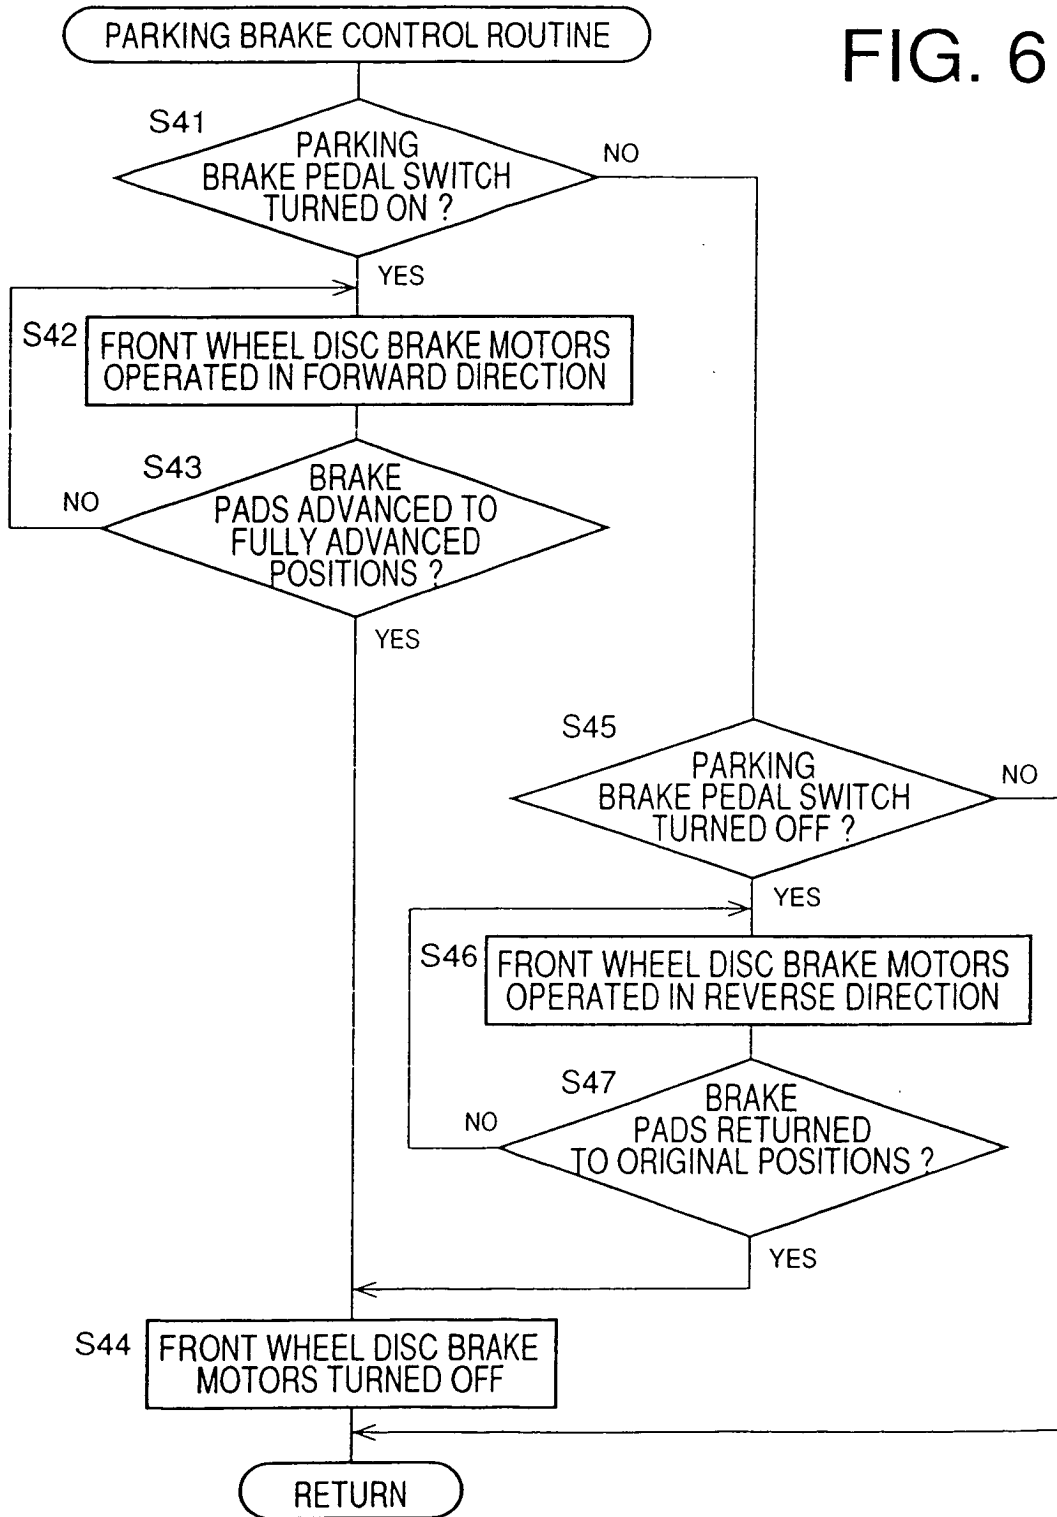 PARKING BRAKE CONTROL ROUTINE
FIG. 6
S41
PARKING
BRAKE PEDAL SWITCH
TURNED ON ?
NO
YES
S42
FRONT WHEEL DISC BRAKE MOTORS
OPERATED IN FORWARD DIRECTION
S43
BRAKE
PADS ADVANCED TO
FULLY ADVANCED
POSITIONS ?
NO
YES
S45
PARKING
BRAKE PEDAL SWITCH
TURNED OFF ?
NO
YES
S46
FRONT WHEEL DISC BRAKE MOTORS
OPERATED IN REVERSE DIRECTION
S47
BRAKE
PADS RETURNED
TO ORIGINAL POSITIONS ?
NO
YES
S44
FRONT WHEEL DISC BRAKE
MOTORS TURNED OFF
RETURN